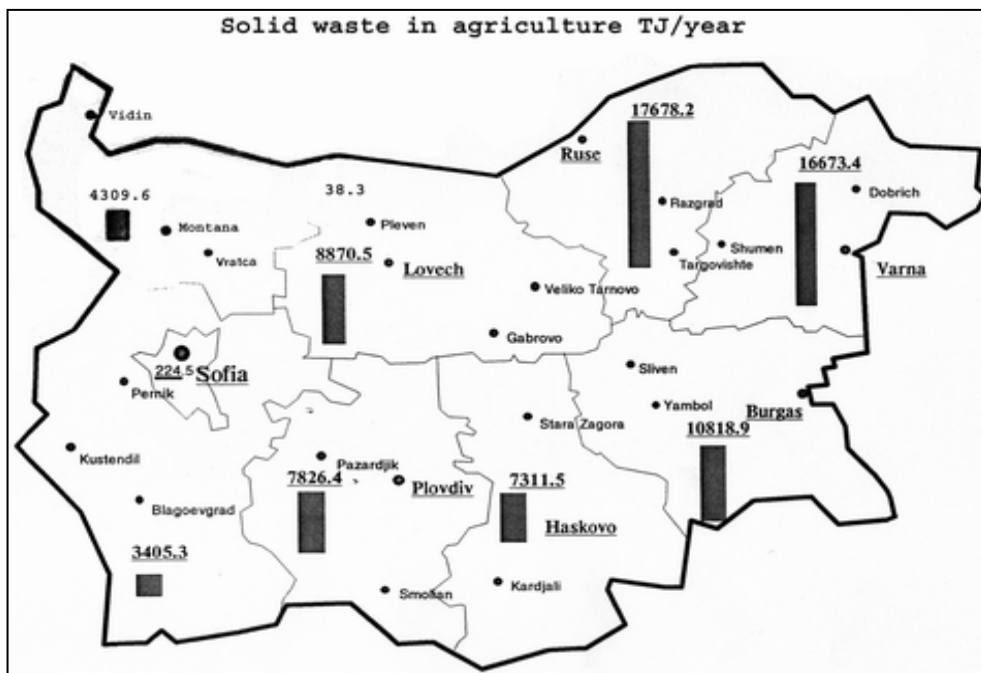 Solid waste in agriculture TJ/year
Vidin
17678.2
Ruse
16673.4
4309.6
38.3
Dobrich
Razgrad
Pleven
Montana
Shumen
Vratca
8870.5
Lovech
Targovishte
Varna
Veliko Tarnovo
Gabrovo
224.5
Sofia
Sliven
Pernik
Yambol
Burgas
Stara Zagora
10818.9
Kustendil
Pazardjik
7826.4
Plovdiv
7311.5
Blagoevgrad
Haskovo
3405.3
Kardjali
Smolian